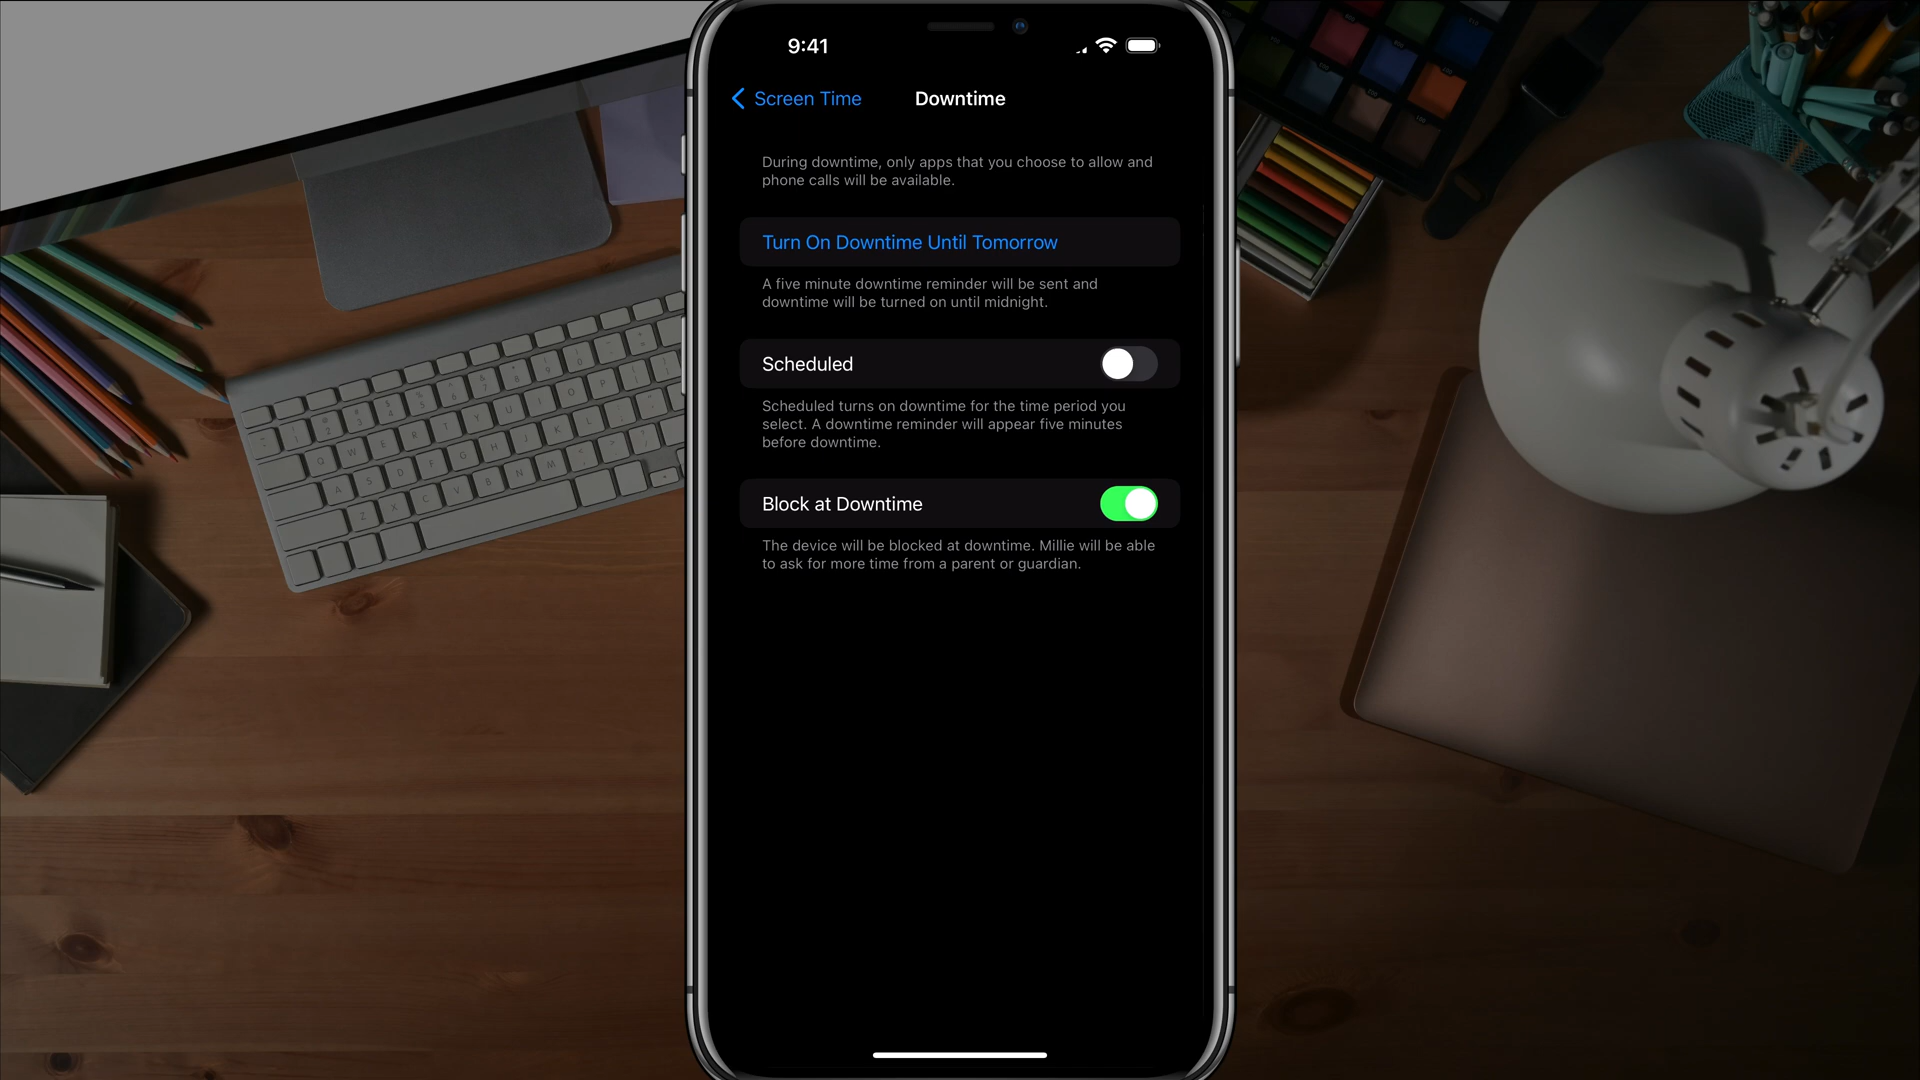 9:41
Screen Time
Downtime
During downtime, only apps that you choose to allow and
phone calls will be available.
Turn On Downtime Until Tomorrow
A five minute downtime reminder will be sent and
downtime will be turned on until midnight.
Scheduled
Scheduled turns on downtime for the time period you
select. A downtime reminder will appear five minutes
before downtime.
Block at Downtime
The device will be blocked at downtime. Millie will be able
to ask for more time from a parent or guardian.